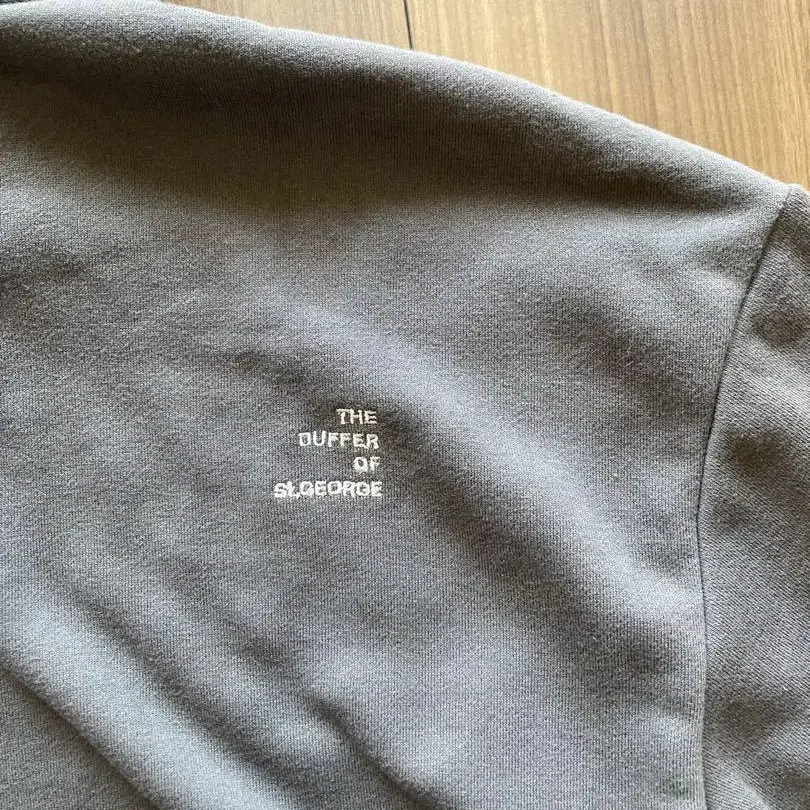 THE
DUFFER
OF
St.GEORGE